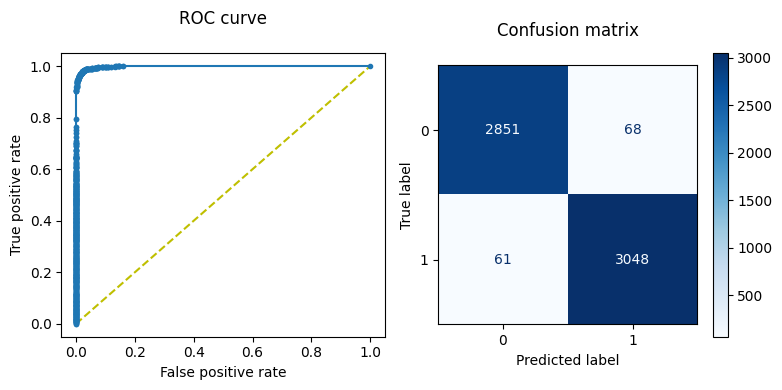 ROC curve
1.0
0.8
0.6
0.4
0.2
0.0
True positive rate
0.0 0.2 0.4 0.6 0.8 1.0
False positive rate
Confusion matrix
True label
0
1
2851 68
61 3048
0 1
Predicted label
3000
2500
2000
1500
1000
500